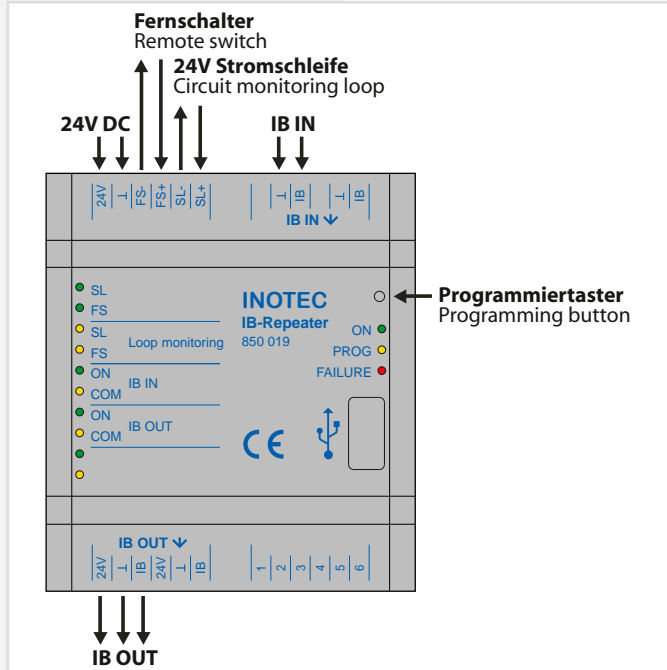 Fernschalter
Remote switch
24V Stromschleife
Circuit monitoring loop
24V DC
IB IN
24V ⊥ FS- FS+ SL- SL+
⊥ IB ⊥ IB
IB IN
SL
FS
SL
FS
Loop monitoring
ON
COM
IB IN
ON
COM
IB OUT
INOTEC
IB-Repeater
850 019
ON
PROG
FAILURE
CE
Programmiertaster
Programming button
IB OUT
24V ⊥ IB 24V ⊥ IB
1 2 3 4 5 6
IB OUT